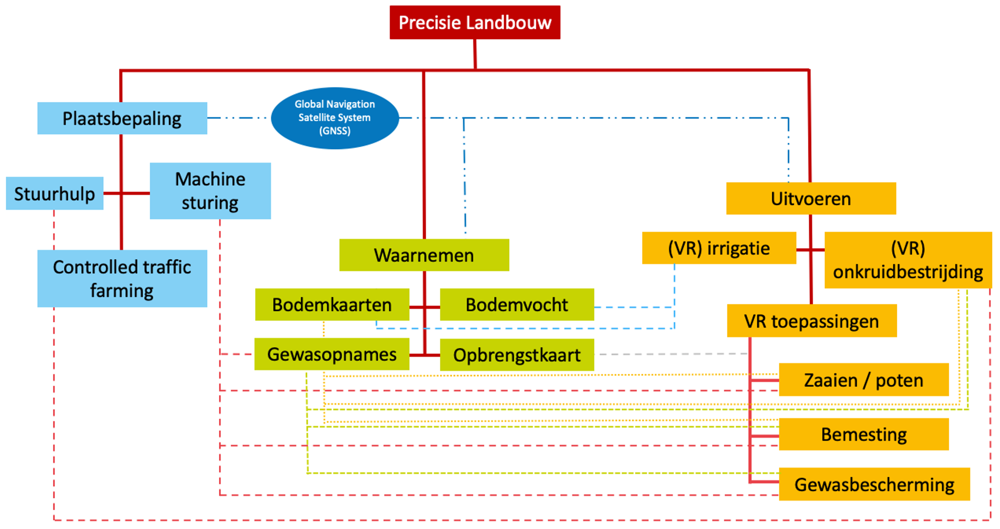 Precisie Landbouw
Global Navigation
Satellite System
(GNSS)
Plaatsbepaling
Stuurhulp
Machine
sturing
Controlled traffic
farming
Waarnemen
Bodemkaarten
Bodemvocht
Gewasopnames
Opbrengstkaart
Uitvoeren
(VR) irrigatie
(VR)
onkruidbestrijding
VR toepassingen
Zaaien / poten
Bemesting
Gewasbescherming